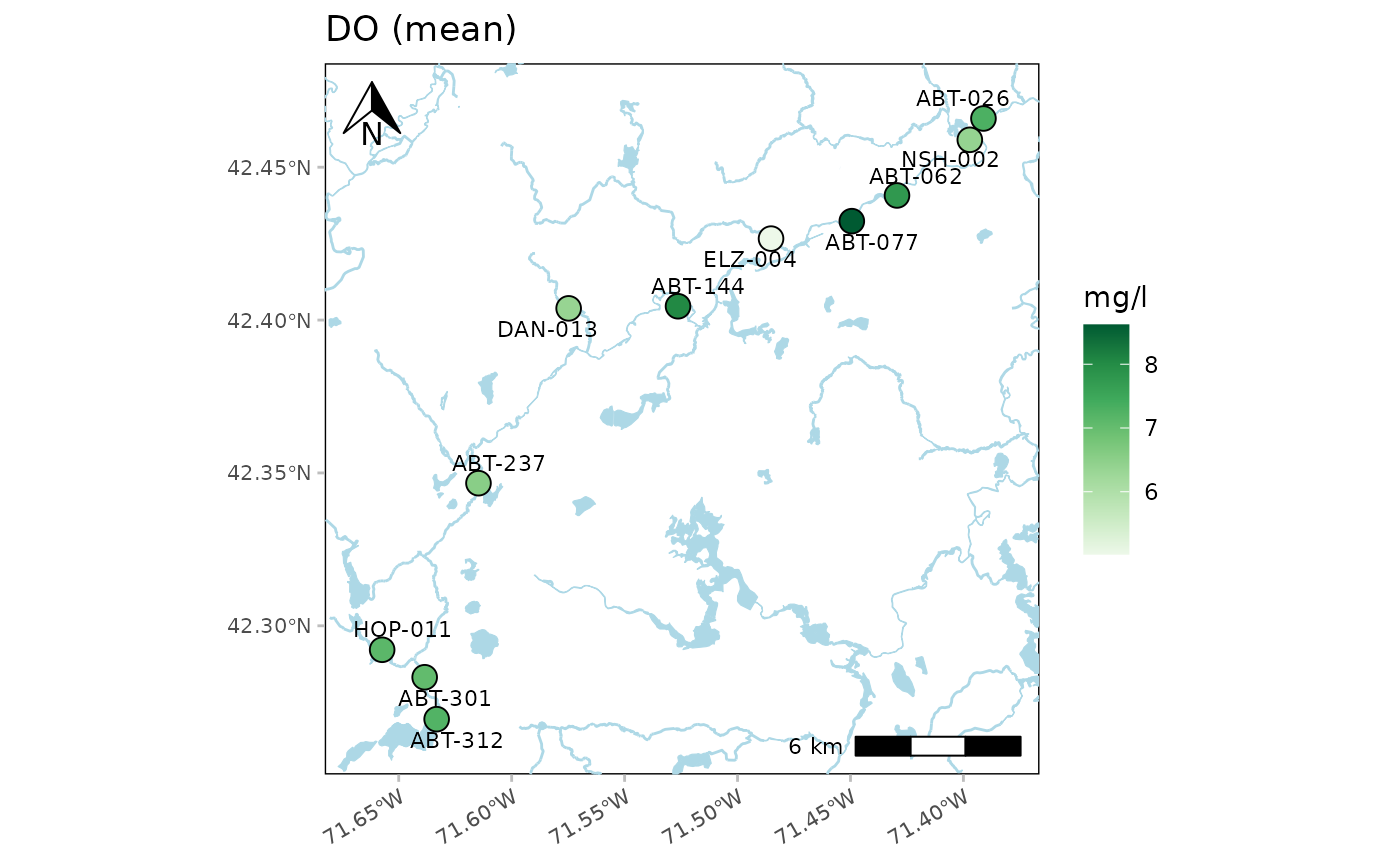 DO (mean)
N
ABT-026
NSH-002
ABT-062
ABT-077
ELZ-004
ABT-144
DAN-013
ABT-237
HOP-011
ABT-301
ABT-312
6 km
42.45°N
42.40°N
42.35°N
42.30°N
71.65°W
71.60°W
71.55°W
71.50°W
71.45°W
71.40°W
mg/l
8
7
6